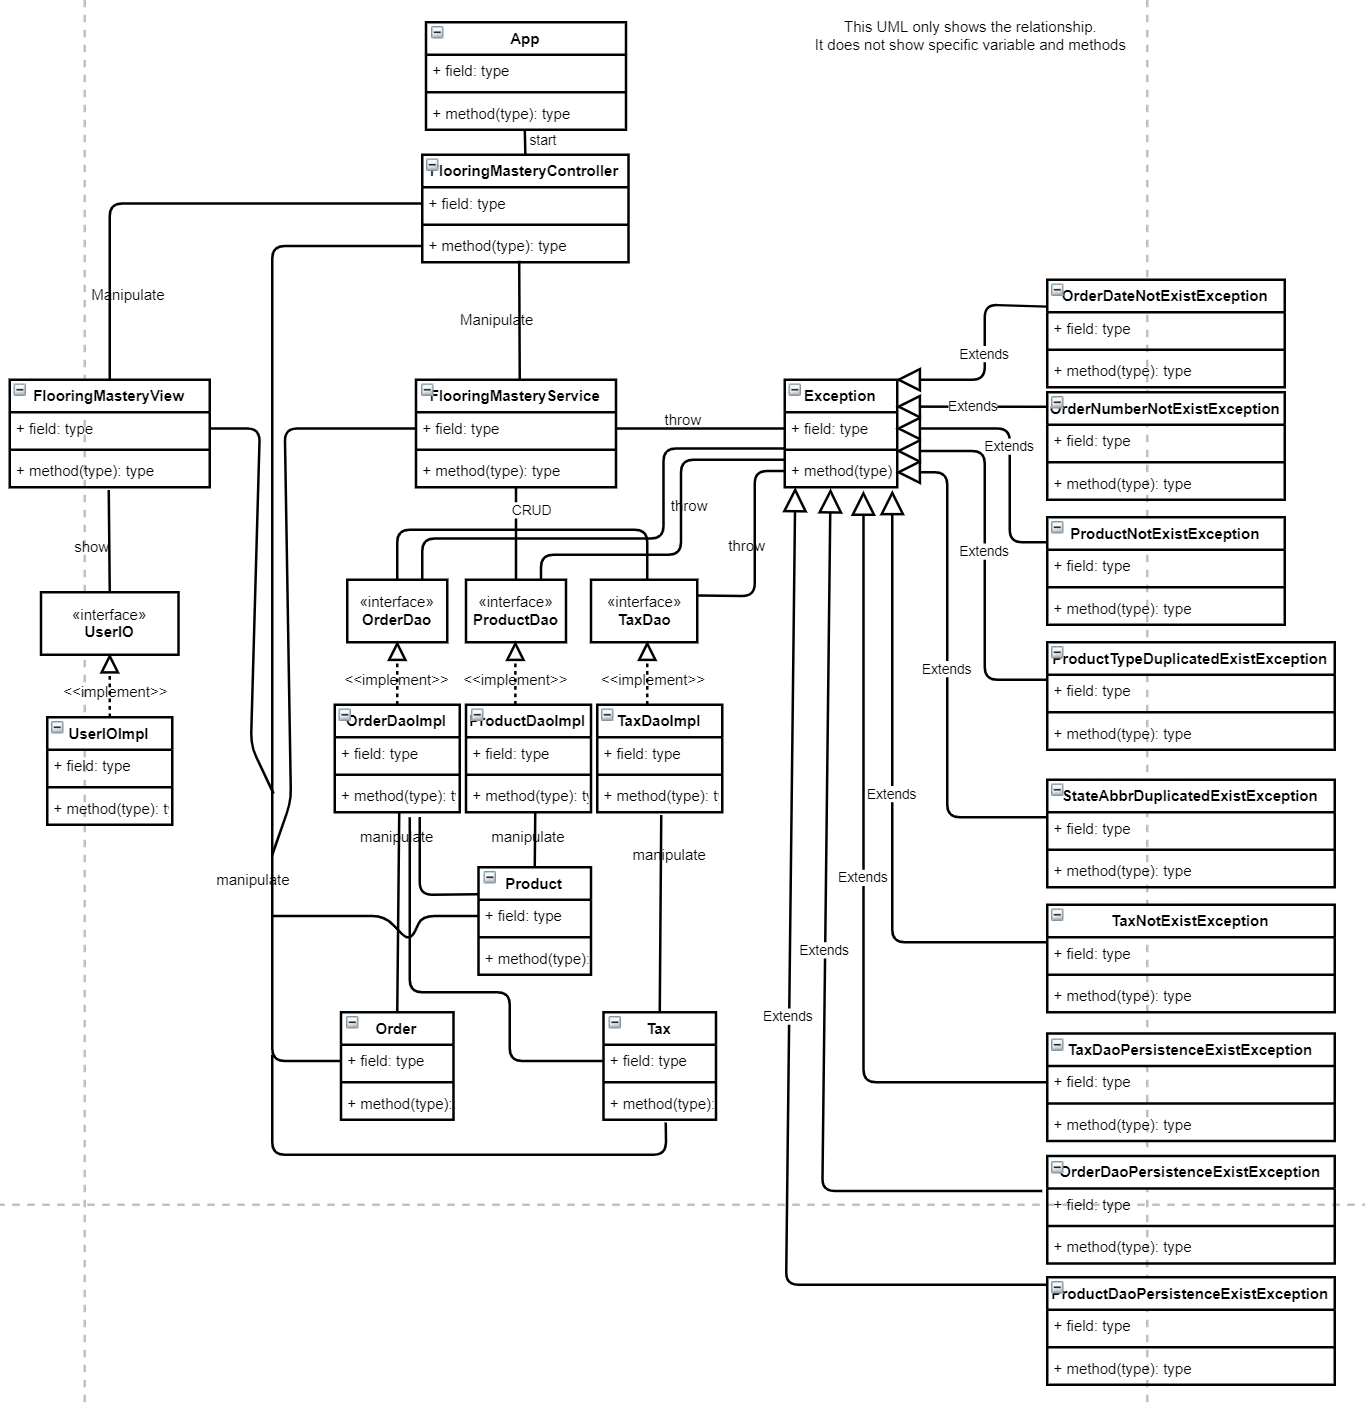 This UML only shows the relationship.
It does not show specific variable and methods
App
+ field: type
+ method(type): type
start
FlooringMasteryController
+ field: type
+ method(type): type
Manipulate
Manipulate
FlooringMasteryView
+ field: type
+ method(type): type
FlooringMasteryService
+ field: type
+ method(type): type
throw
Exception
+ field: type
+ method(type)
CRUD
throw
throw
show
«interface»
UserIO
<<implement>>
UserIOImpl
+ field: type
+ method(type): t
«interface»
OrderDao
«interface»
ProductDao
«interface»
TaxDao
<<implement>>
<<implement>>
<<implement>>
OrderDaoImpl
+ field: type
+ method(type): t
ProductDaoImpl
+ field: type
+ method(type): ty
TaxDaoImpl
+ field: type
+ method(type): t
manipulate
manipulate
manipulate
manipulate
Product
+ field: type
+ method(type):
Order
+ field: type
+ method(type):
Tax
+ field: type
+ method(type):
Extends
Extends
Extends
Extends
Extends
Extends
Extends
Extends
Extends
OrderDateNotExistException
+ field: type
+ method(type): type
OrderNumberNotExistException
+ field: type
+ method(type): type
ProductNotExistException
+ field: type
+ method(type): type
ProductTypeDuplicatedExistException
+ field: type
+ method(type): type
StateAbbrDuplicatedExistException
+ field: type
+ method(type): type
TaxNotExistException
+ field: type
+ method(type): type
TaxDaoPersistenceExistException
+ field: type
+ method(type): type
OrderDaoPersistenceExistException
+ field: type
+ method(type): type
ProductDaoPersistenceExistException
+ field: type
+ method(type): type